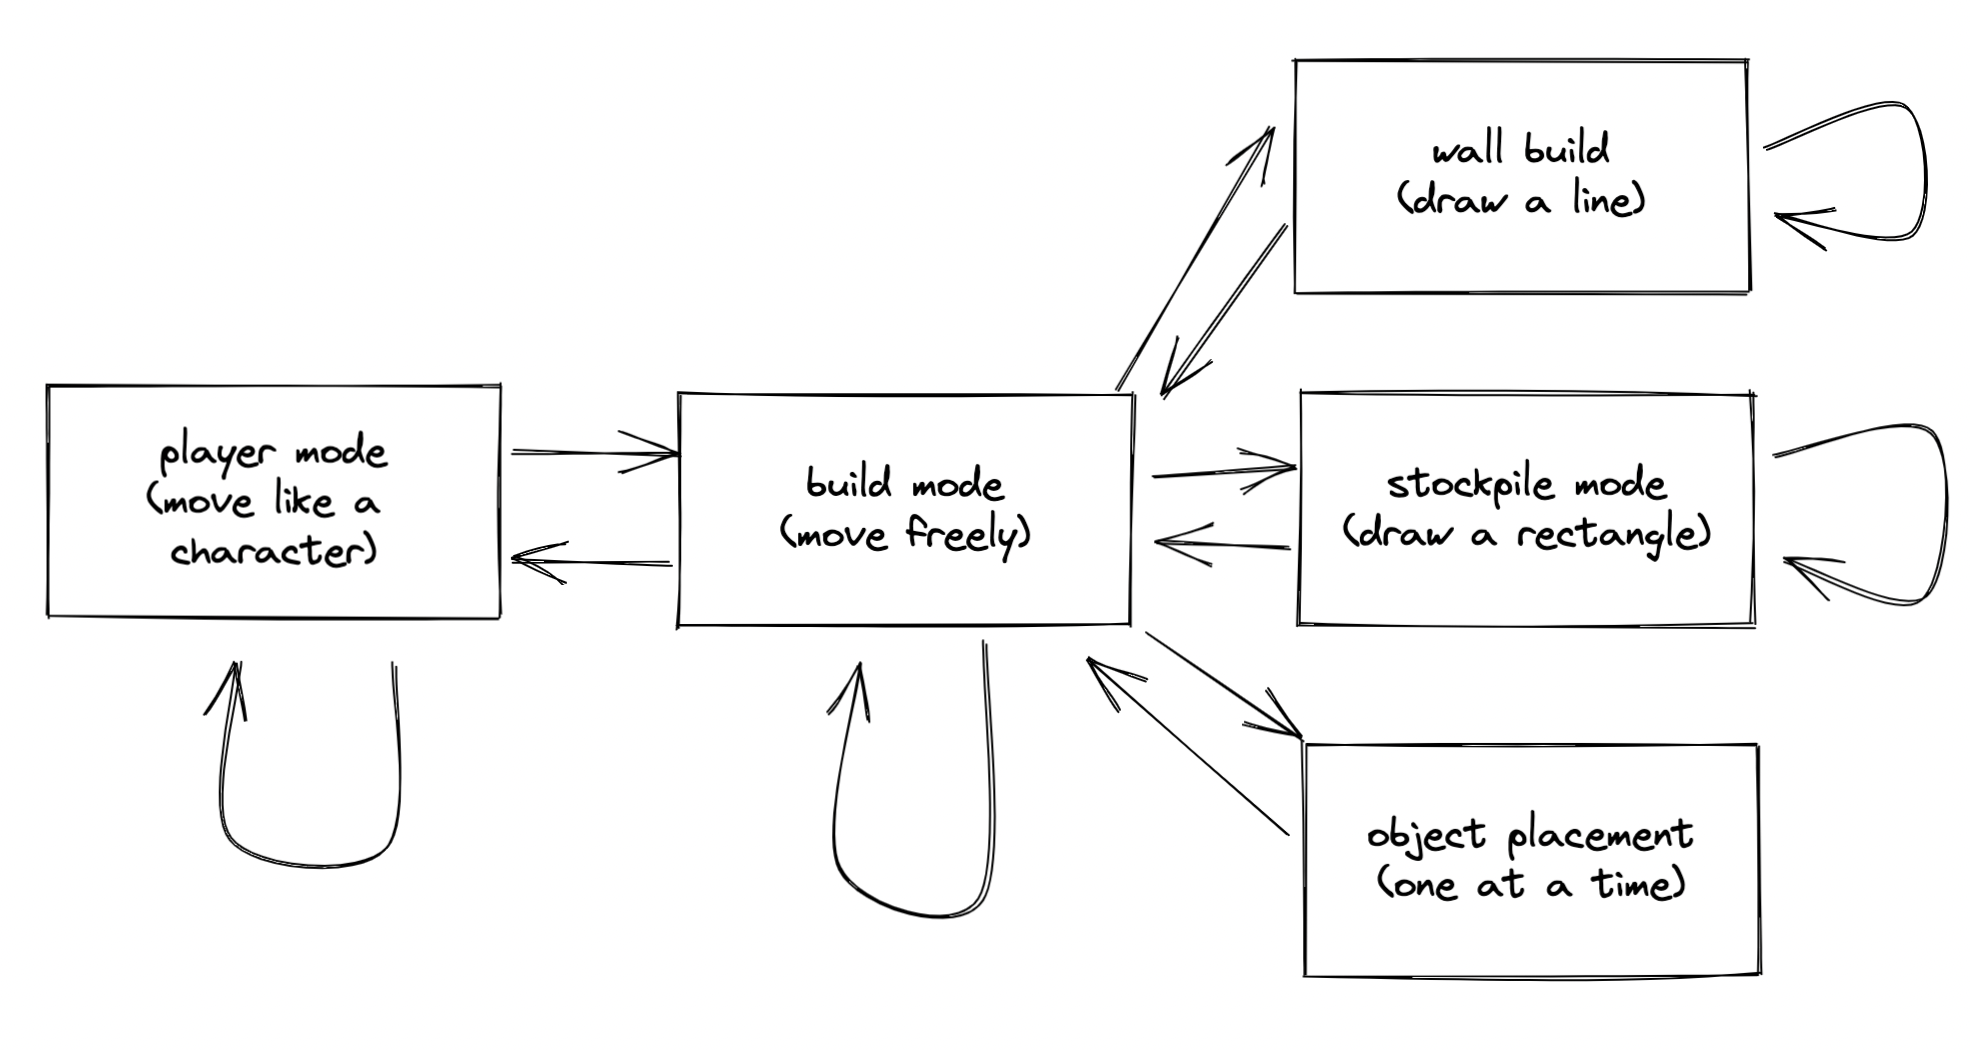 wall build
(draw a line)
player mode
(move like a
character)
build mode
(move freely)
stockpile mode
(draw a rectangle)
object placement
(one at a time)